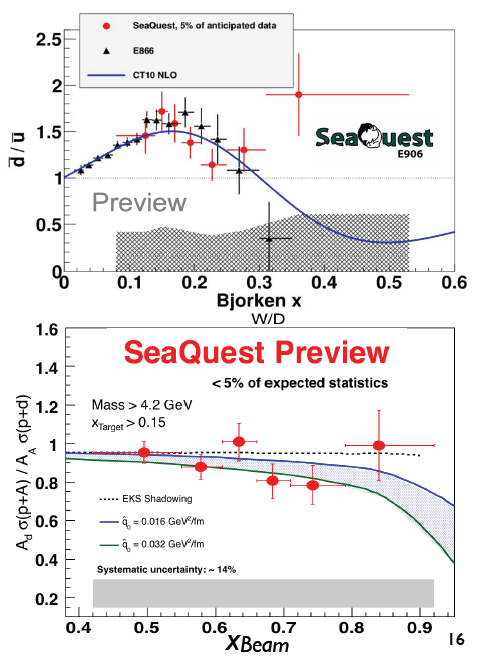 SeaQuest, 5% of anticipated data
E866
CT10 NLO
2.5
2
1.5
1
0.5
0
d̅ / u̅
SeaQuest
E906
Preview
0 0.1 0.2 0.3 0.4 0.5 0.6
Bjorken x
W/D
1.6
1.4
1.2
1
0.8
0.6
0.4
0.2
A_d σ(p+A) / A_A σ(p+d)
SeaQuest Preview
< 5% of expected statistics
Mass > 4.2 GeV
x_Target > 0.15
EKS Shadowing
q̂_0 = 0.016 GeV²/fm
q̂_0 = 0.032 GeV²/fm
Systematic uncertainty: ~ 14%
0.4 0.5 0.6 0.7 0.8 0.9
x_Beam
16